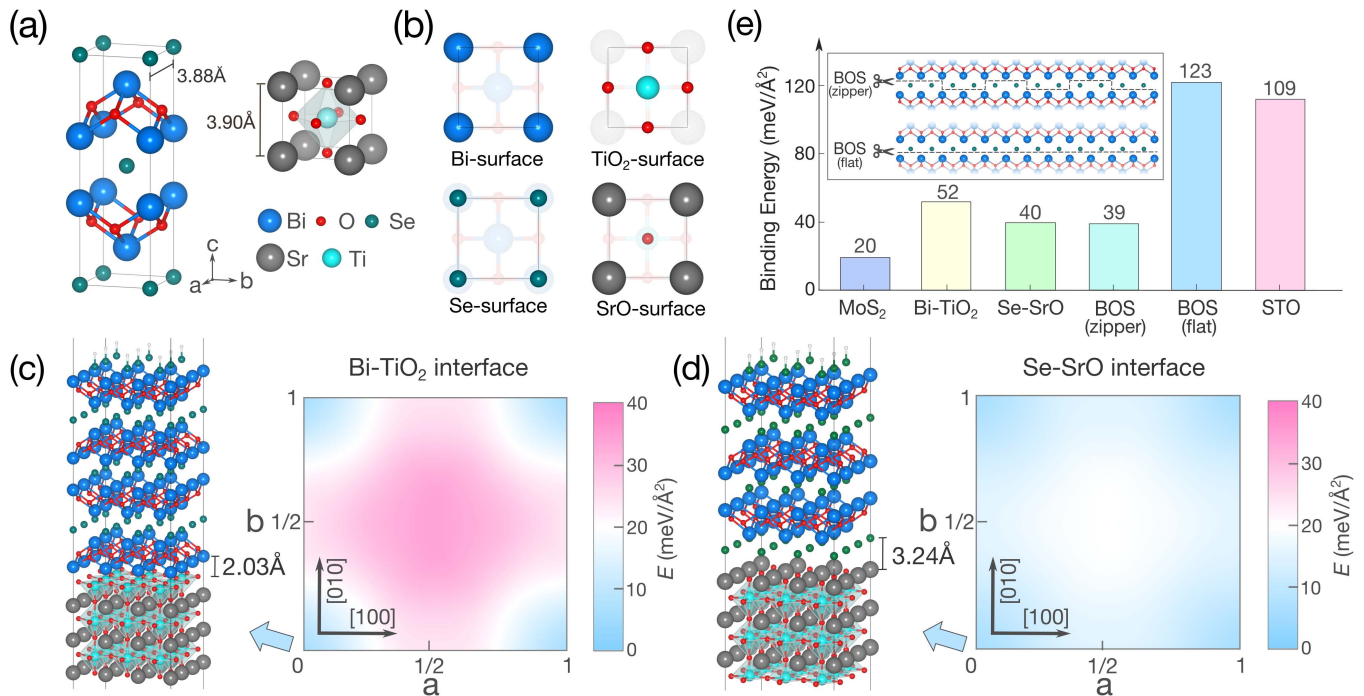 (a)
3.88Å
3.90Å
Bi O Se
Sr Ti
c
a b
(b)
Bi-surface
TiO₂-surface
Se-surface
SrO-surface
(e)
Binding Energy (meV/Å²)
120
80
40
0
BOS
(zipper)
BOS
(flat)
20
52
40
39
123
109
MoS₂
Bi-TiO₂
Se-SrO
BOS
(zipper)
BOS
(flat)
STO
(c)
2.03Å
Bi-TiO₂ interface
1
b 1/2
[010]
[100]
0 1/2 1
a
40
30
20
10
0
E (meV/Å²)
(d)
3.24Å
Se-SrO interface
1
b 1/2
[010]
[100]
0 1/2 1
a
40
30
20
10
0
E (meV/Å²)